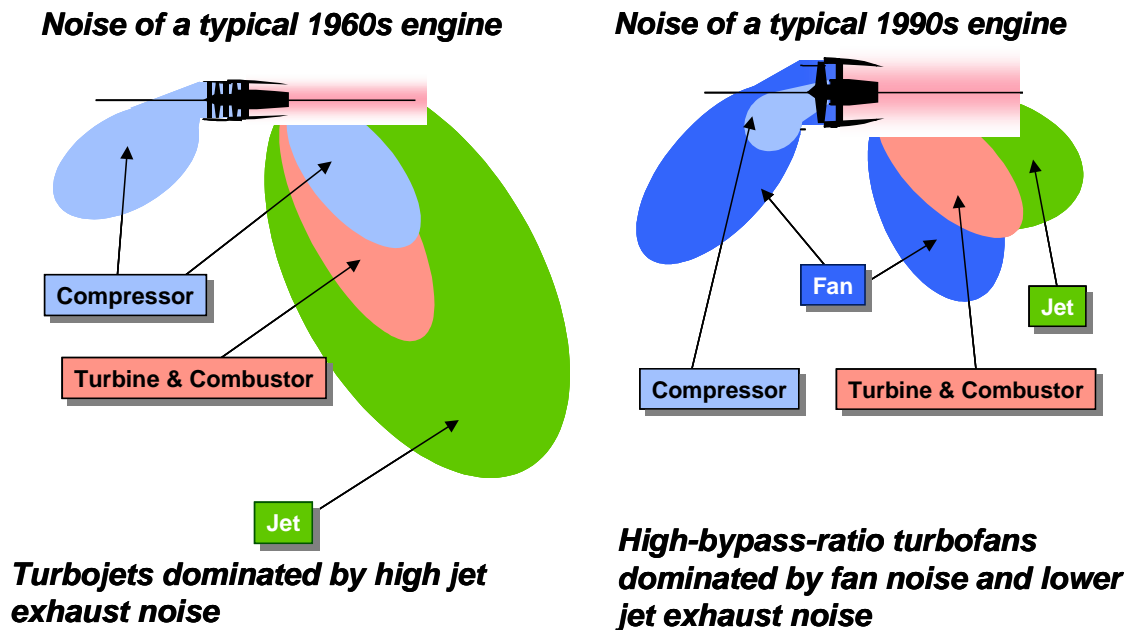 Noise of a typical 1960s engine
Compressor
Turbine & Combustor
Jet
Turbojets dominated by high jet
exhaust noise
Noise of a typical 1990s engine
Fan
Jet
Compressor
Turbine & Combustor
High-bypass-ratio turbofans
dominated by fan noise and lower
jet exhaust noise